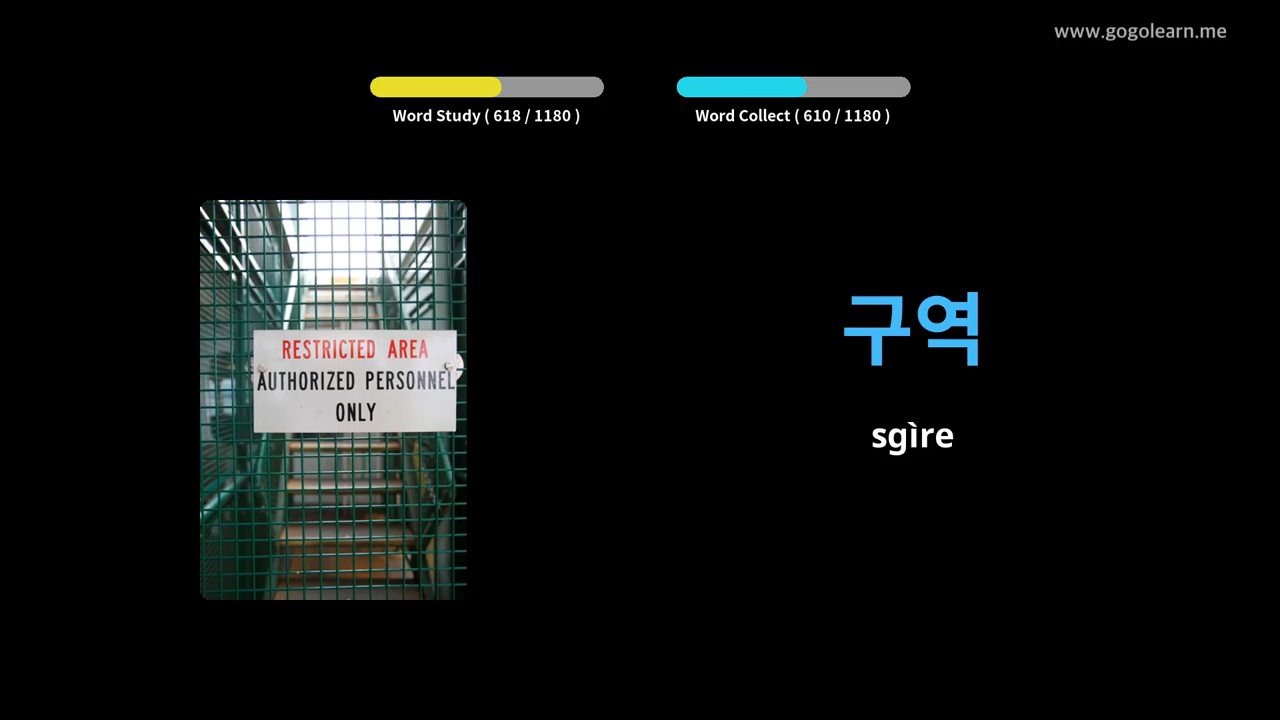 www.gogolearn.me
Word Study ( 618 / 1180 )
Word Collect ( 610 / 1180 )
RESTRICTED AREA
AUTHORIZED PERSONNEL
ONLY
구역
sgìre